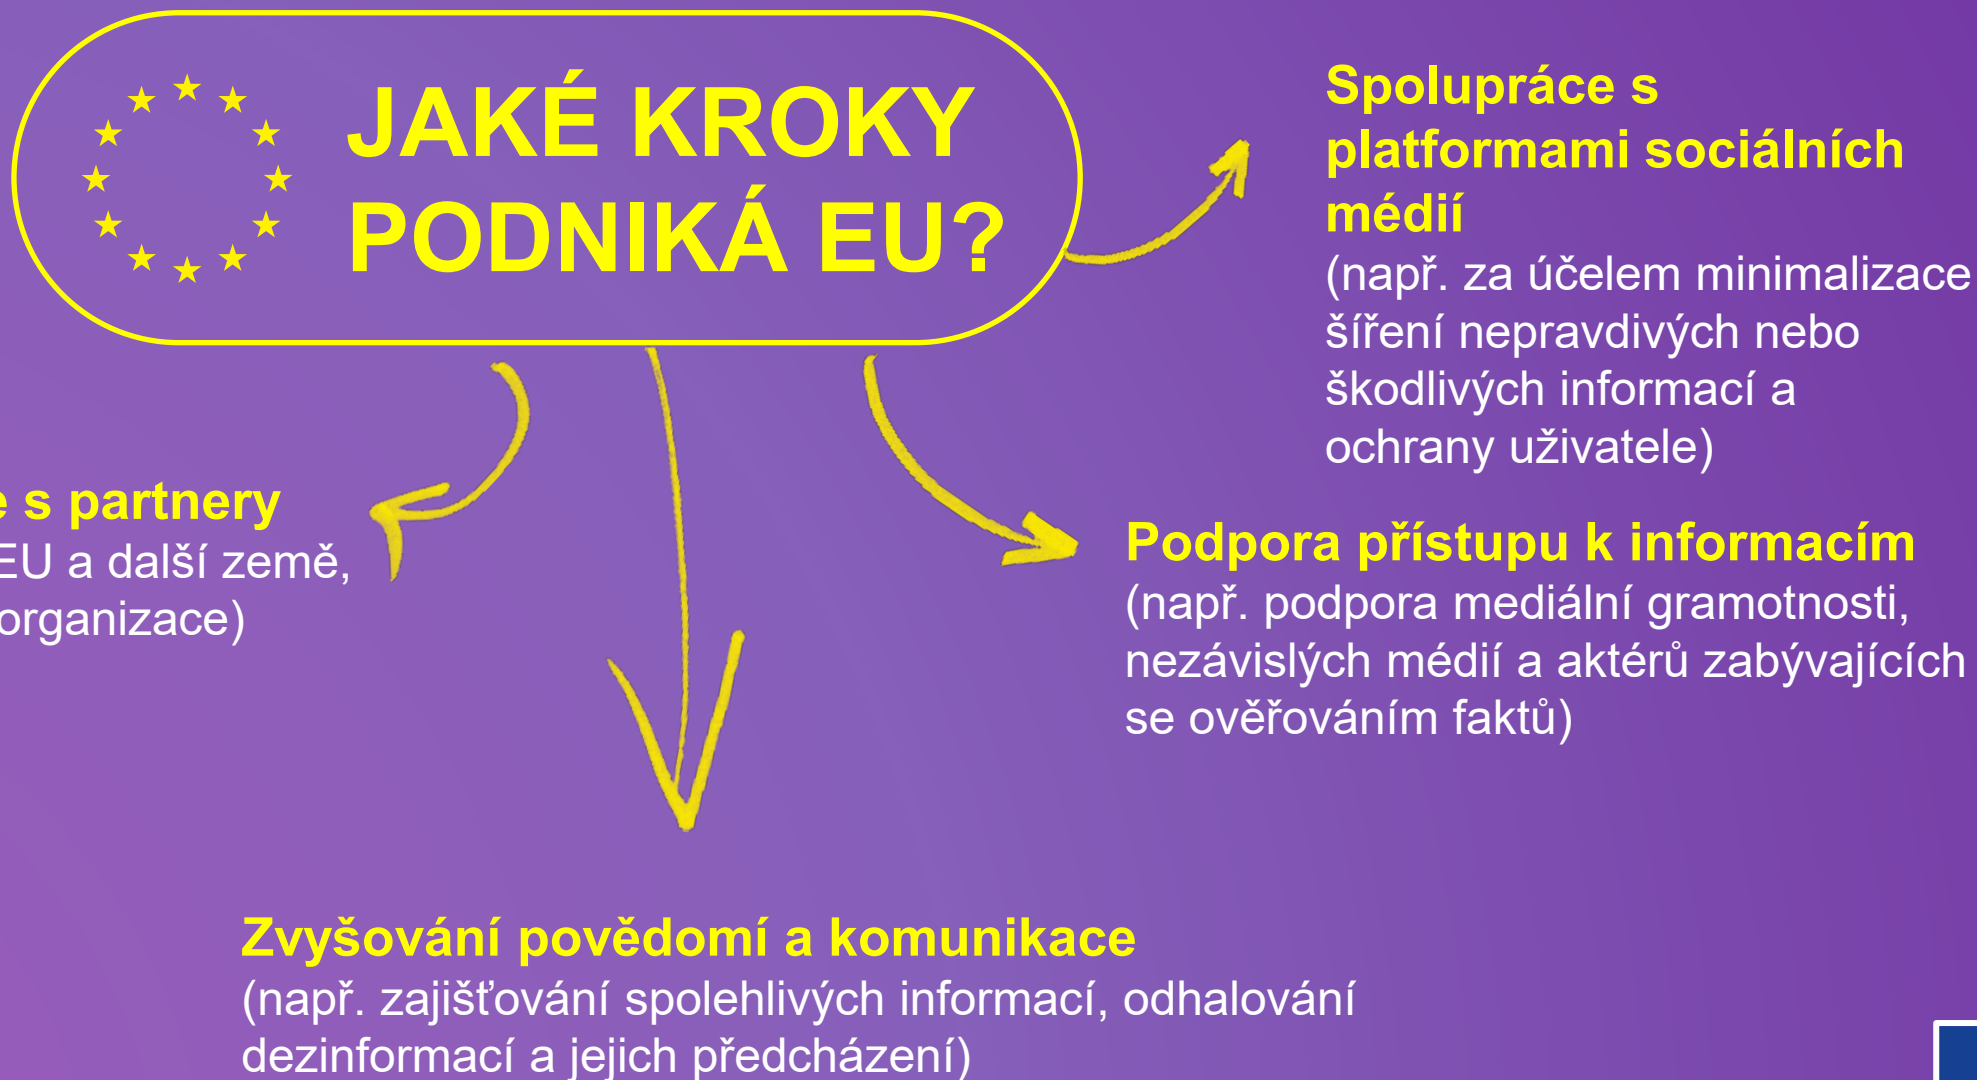 JAKÉ KROKY
PODNIKÁ EU?
Spolupráce s
platformami sociálních
médií
(např. za účelem minimalizace
šíření nepravdivých nebo
škodlivých informací a
ochrany uživatele)
s partnery
EU a další země,
organizace)
Podpora přístupu k informacím
(např. podpora mediální gramotnosti,
nezávislých médií a aktérů zabývajících
se ověřováním faktů)
Zvyšování povědomí a komunikace
(např. zajišťování spolehlivých informací, odhalování
dezinformací a jejich předcházení)